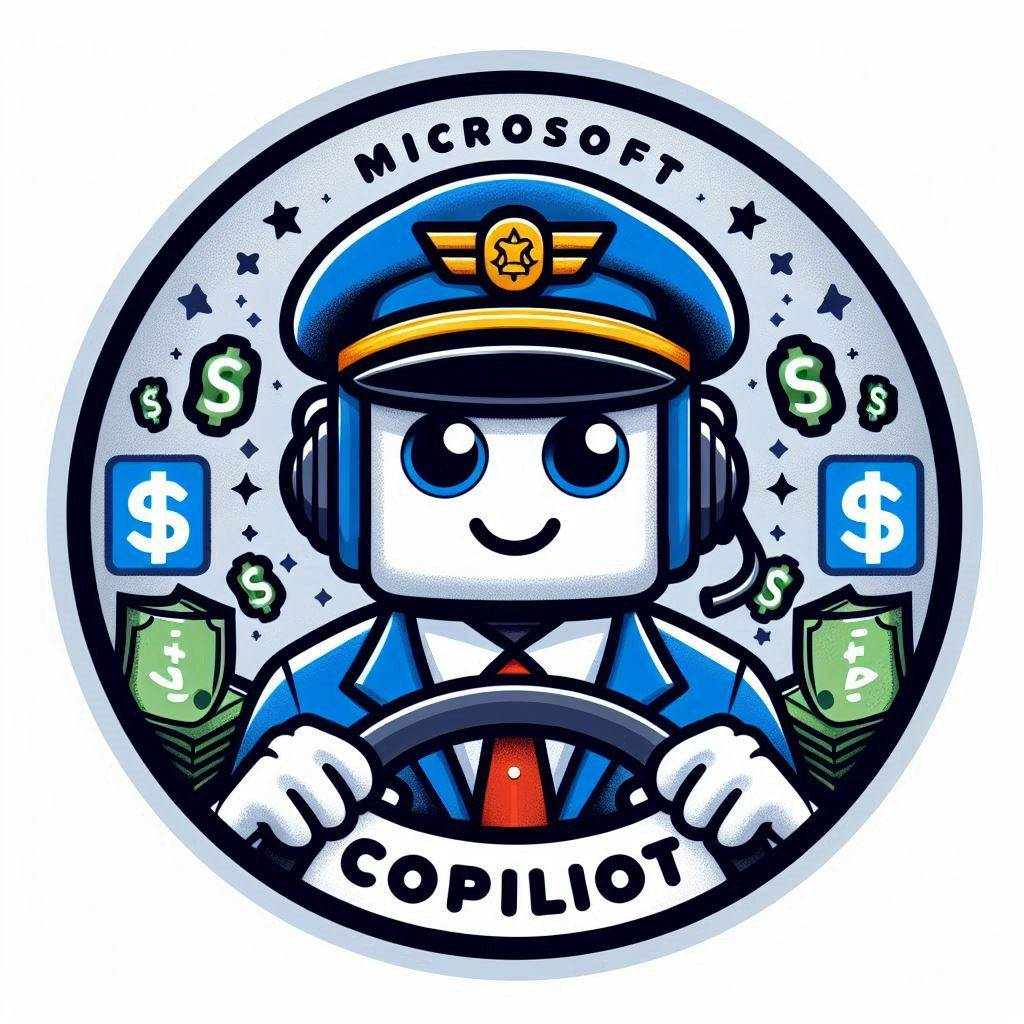 MICROSOFT
$ $ $ $
$ $
$ $
COPILIOT